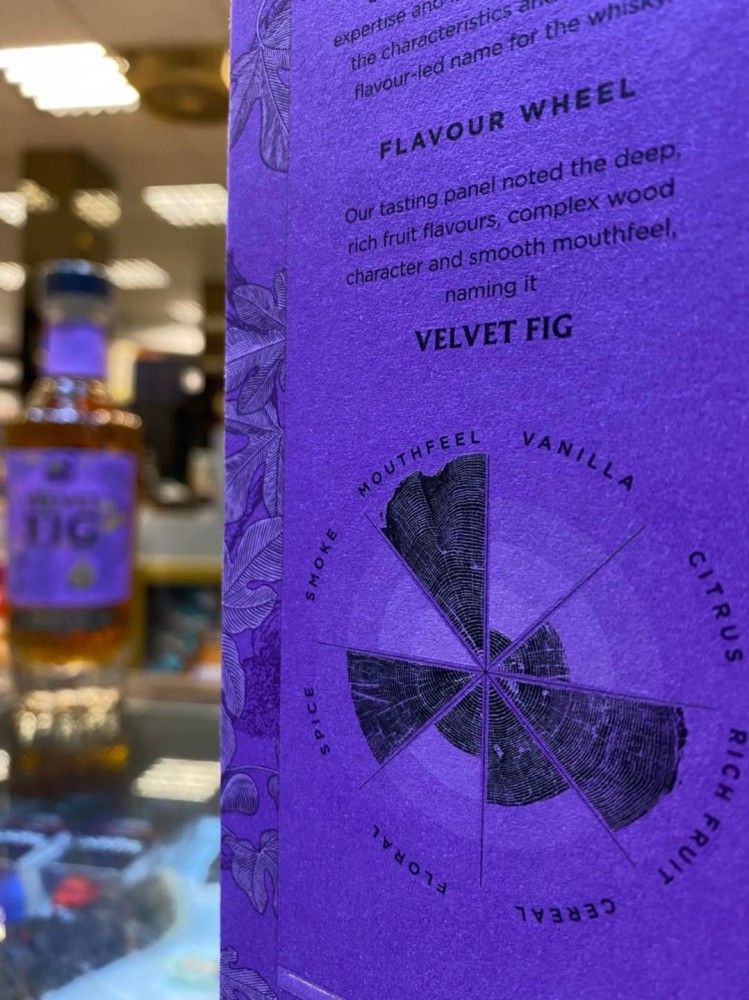 expertise and
the characteristics and
flavour-led name for the whisky.
FLAVOUR WHEEL
Our tasting panel noted the deep,
rich fruit flavours, complex wood
character and smooth mouthfeel,
naming it
VELVET FIG
MOUTHFEEL
VANILLA
CITRUS
RICH FRUIT
CEREAL
FLORAL
SPICE
SMOKE
VELVET
FIG